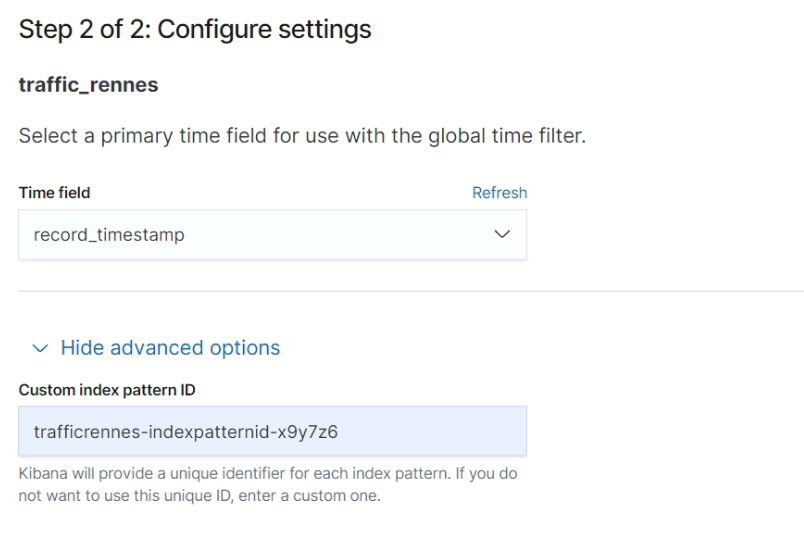 Step 2 of 2: Configure settings
traffic_rennes
Select a primary time field for use with the global time filter.
Time field
Refresh
record_timestamp
Hide advanced options
Custom index pattern ID
trafficrennes-indexpatternid-x9y7z6
Kibana will provide a unique identifier for each index pattern. If you do
not want to use this unique ID, enter a custom one.